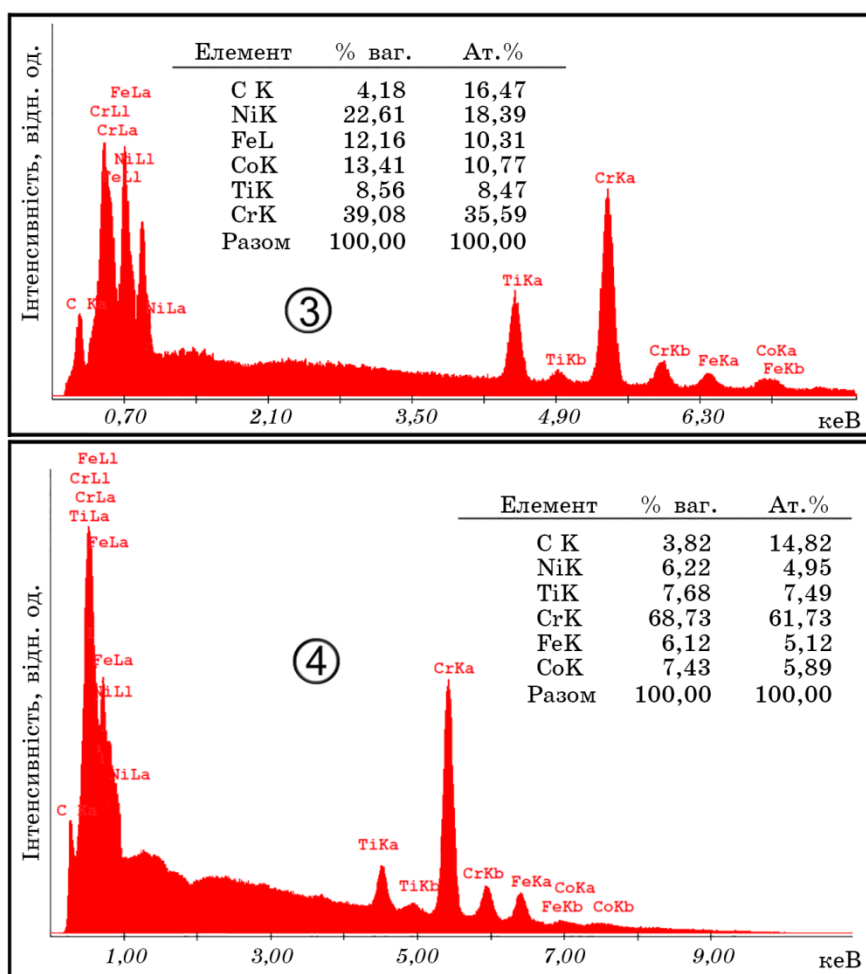 Інтенсивність, відн. од.
Елемент % ваг. Ат.%
C K 4,18 16,47
NiK 22,61 18,39
FeL 12,16 10,31
CoK 13,41 10,77
TiK 8,56 8,47
CrK 39,08 35,59
Разом 100,00 100,00
FeLa
CrLl
CrLa
NiLl
FeLl
C Ka
NiLa
3
TiKa
TiKb
CrKa
CrKb
FeKa
CoKa
FeKb
0,70 2,10 3,50 4,90 6,30 кеВ
Інтенсивність, відн. од.
FeLl
CrLl
CrLa
TiLa
FeLa
FeLa
NiLl
NiLa
C Ka
Елемент % ваг. Ат.%
C K 3,82 14,82
NiK 6,22 4,95
TiK 7,68 7,49
CrK 68,73 61,73
FeK 6,12 5,12
CoK 7,43 5,89
Разом 100,00 100,00
4
TiKa
TiKb
CrKa
CrKb
FeKa
CoKa
FeKb CoKb
1,00 3,00 5,00 7,00 9,00 кеВ